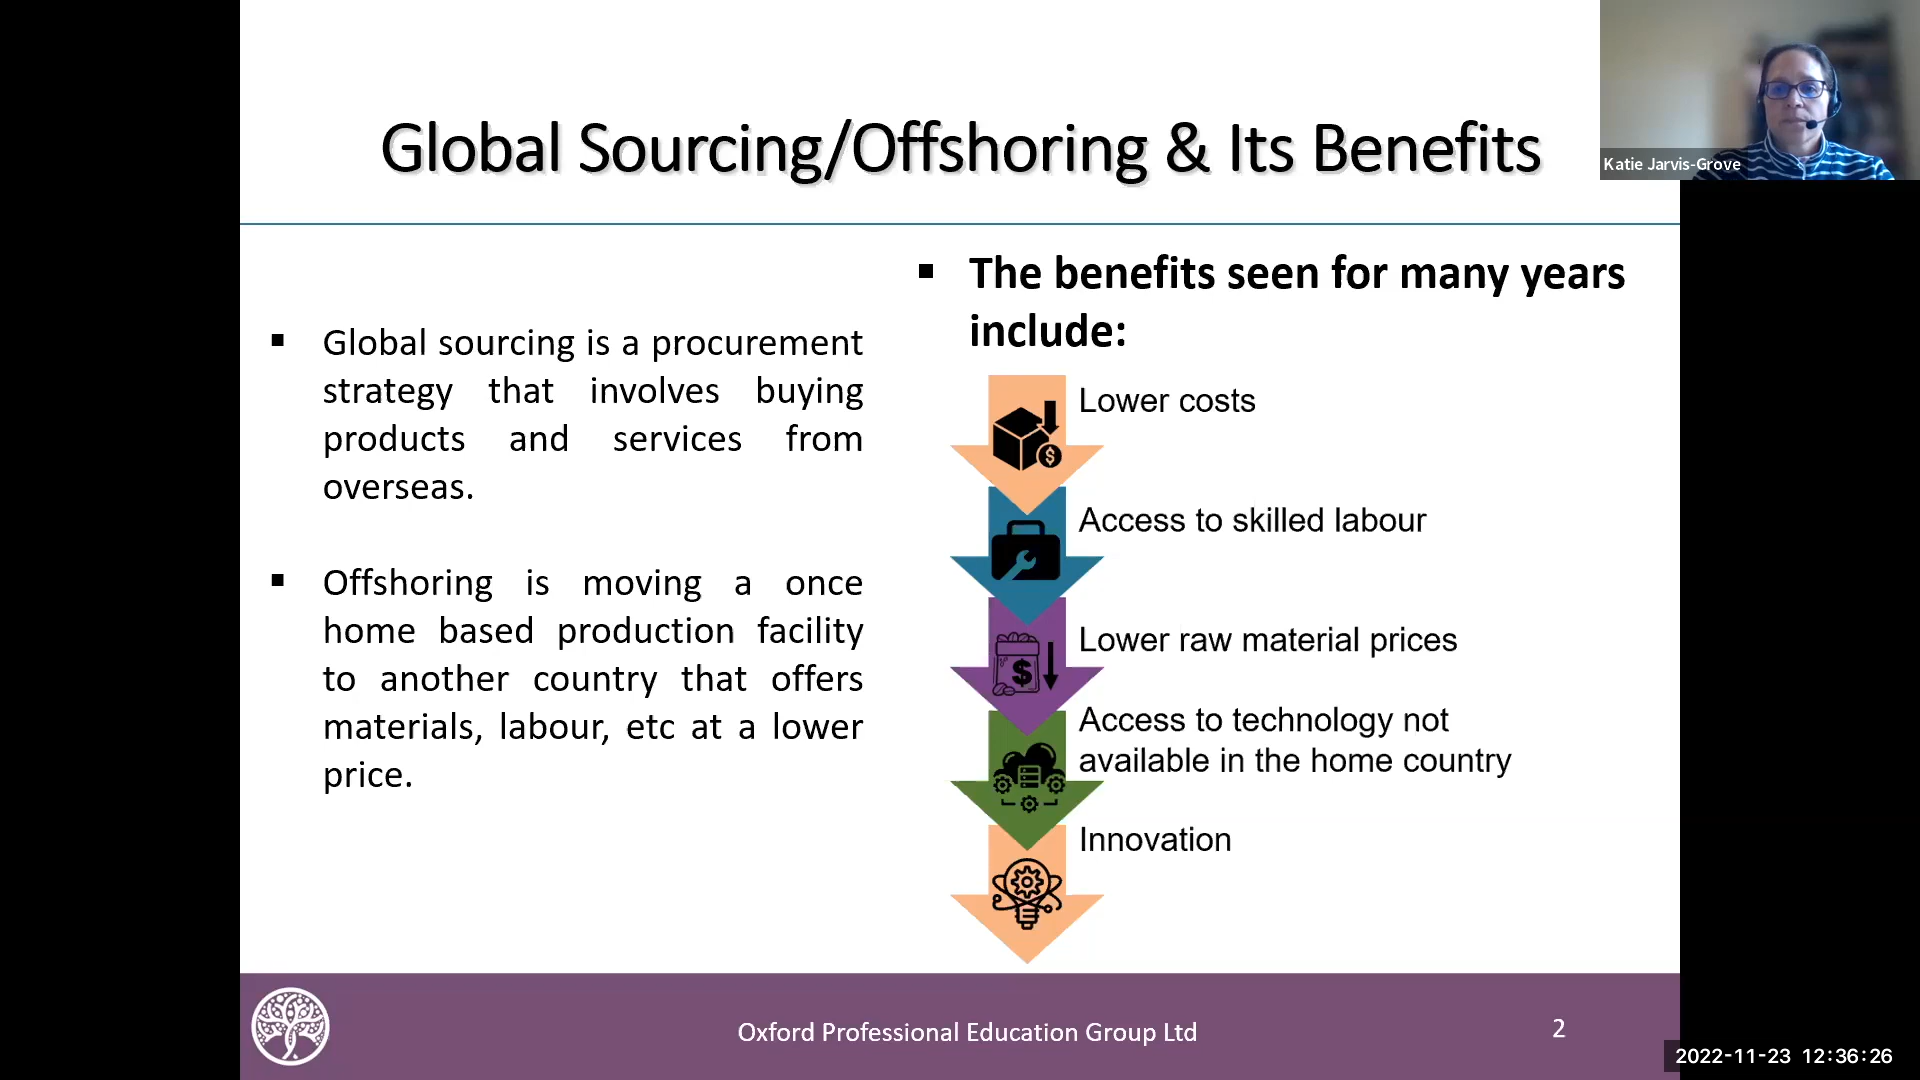 Global Sourcing/Offshoring & Its Benefits
Katie Jarvis-Grove
▪ Global sourcing is a procurement
strategy that involves buying
products and services from
overseas.
▪ Offshoring is moving a once
home based production facility
to another country that offers
materials, labour, etc at a lower
price.
▪ The benefits seen for many years
include:
Lower costs
$
Access to skilled labour
Lower raw material prices
$
Access to technology not
available in the home country
Innovation
Oxford Professional Education Group Ltd
2
2022-11-23 12:36:26